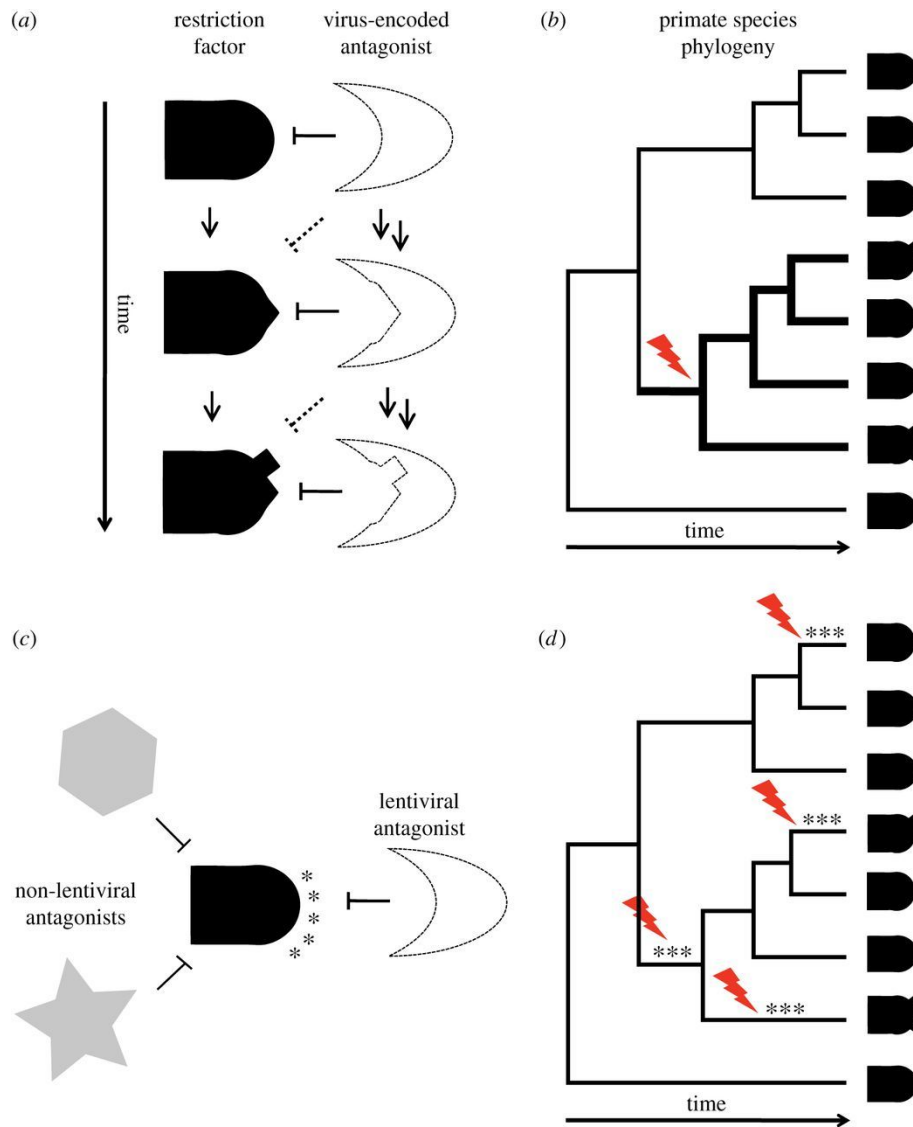 (a)
restriction
factor
virus-encoded
antagonist
time
(b)
primate species
phylogeny
time
(c)
non-lentiviral
antagonists
*
*
*
*
*
lentiviral
antagonist
(d)
***
***
***
***
time